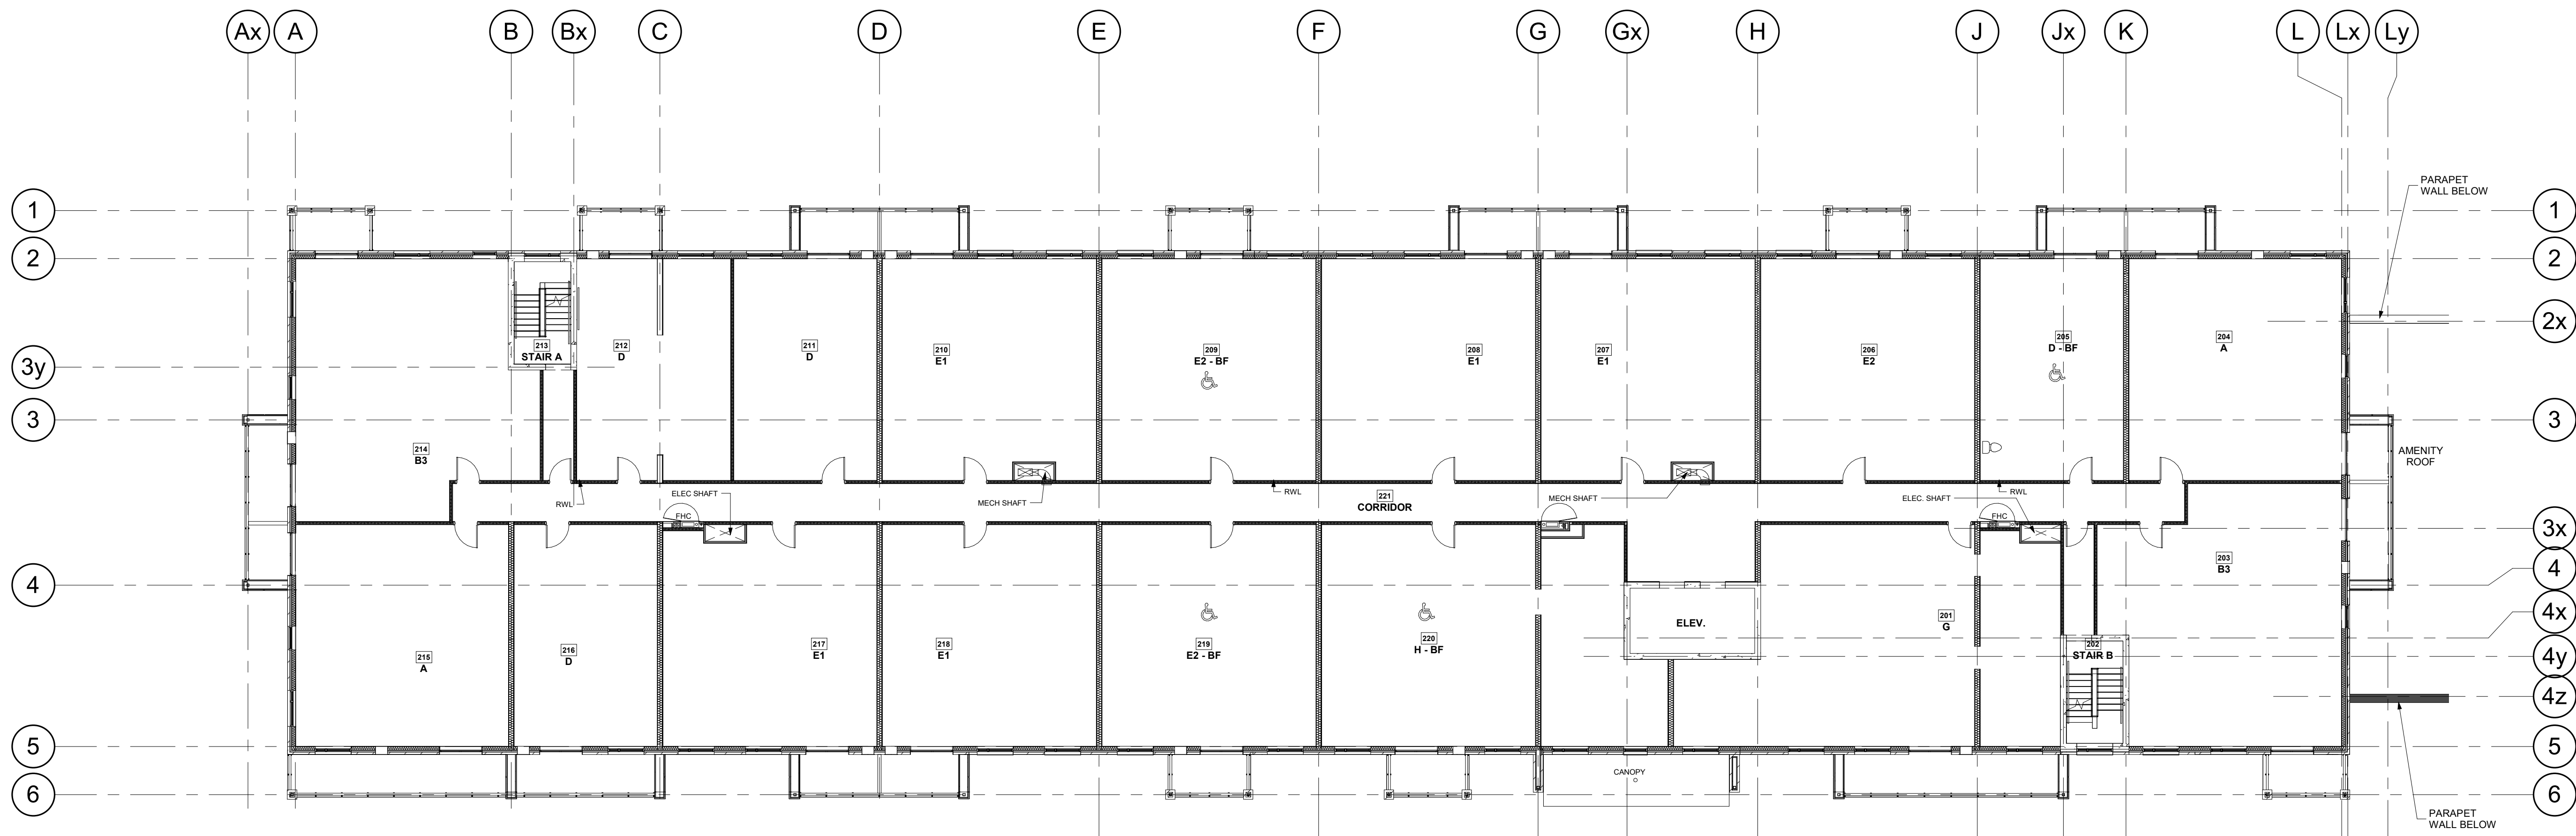 Ax A B Bx C D E F G Gx H J Jx K L Lx Ly
PARAPET
WALL BELOW
1 1
2 2
2x
3y
3 3
213
STAIR A
212
D
211
D
210
E1
209
E2 - BF
208
E1
207
E1
206
E2
205
D - BF
204
A
214
B3
AMENITY
ROOF
RWL
ELEC SHAFT
MECH SHAFT
RWL
221
CORRIDOR
MECH SHAFT
ELEC. SHAFT
RWL
FHC
FHC
3x
4 4
4x
4y
4z
203
B3
ELEV.
201
G
202
STAIR B
215
A
216
D
217
E1
218
E1
219
E2 - BF
220
H - BF
5 5
CANOPY
6 6
PARAPET
WALL BELOW